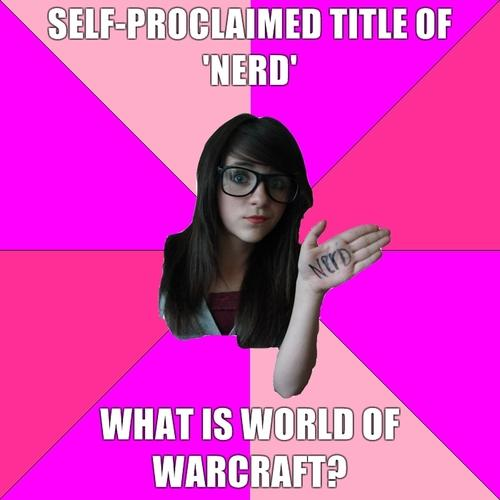 SELF-PROCLAIMED TITLE OF
'NERD'
NERD
WHAT IS WORLD OF
WARCRAFT?